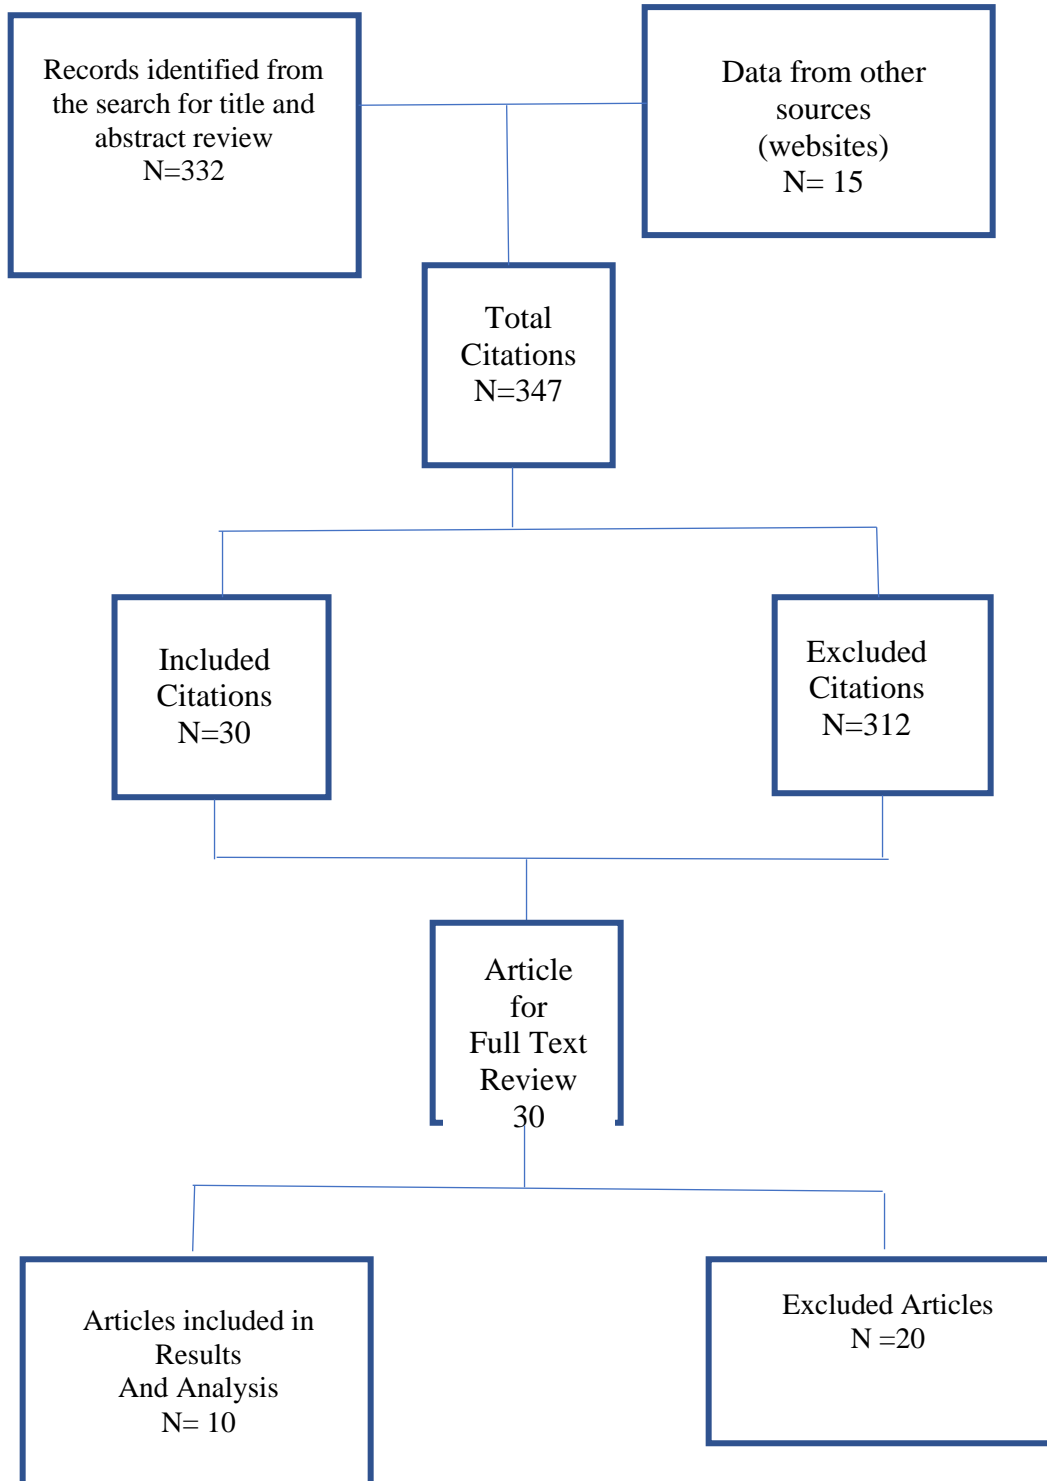 Records identified from
the search for title and
abstract review
N=332
Data from other
sources
(websites)
N= 15
Total
Citations
N=347
Included
Citations
N=30
Excluded
Citations
N=312
Article
for
Full Text
Review
30
Articles included in
Results
And Analysis
N= 10
Excluded Articles
N =20